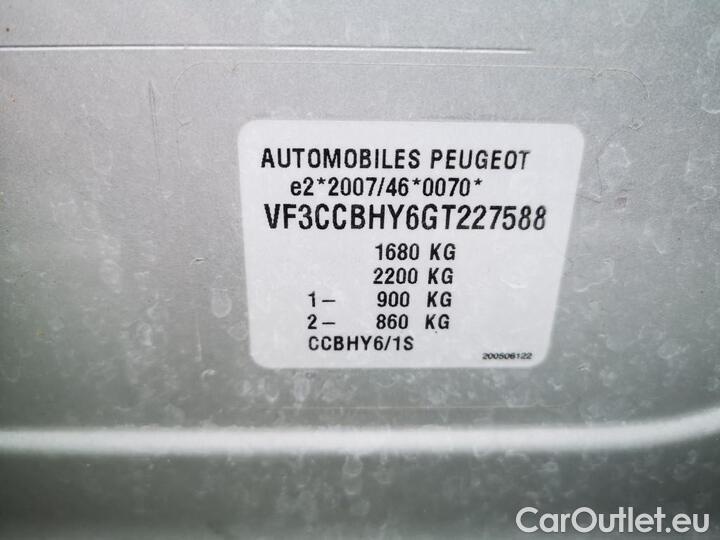 AUTOMOBILES PEUGEOT
e2*2007/46*0070*
VF3CCBHY6GT227588
1680 KG
2200 KG
1- 900 KG
2- 860 KG
CCBHY6/1S
200506122
CarOutlet.eu